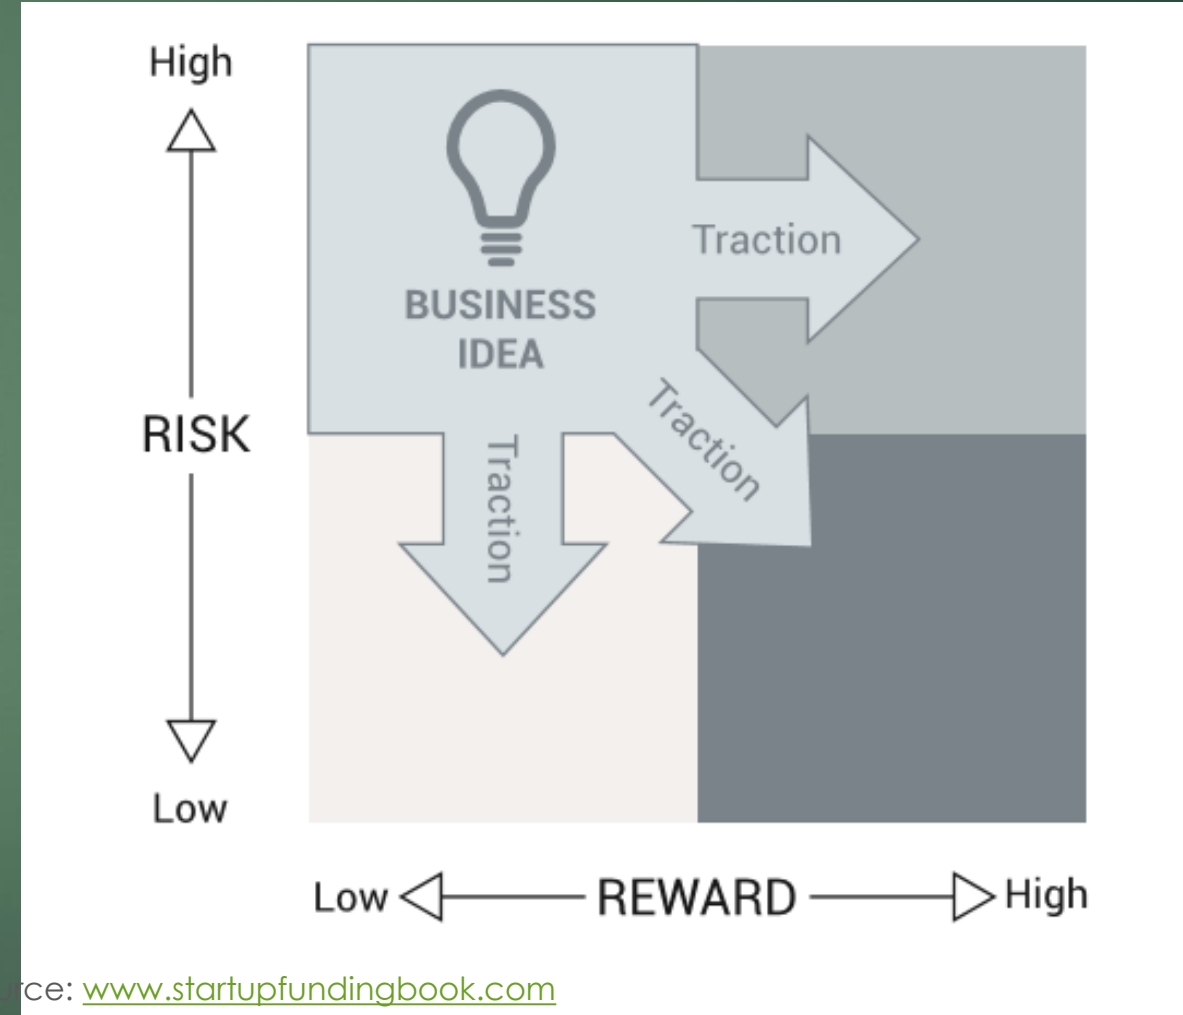 High
BUSINESS
IDEA
Traction
Traction
Traction
RISK
Low
Low
REWARD
High
rce: www.startupfundingbook.com